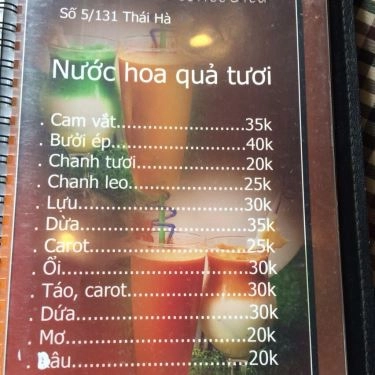 Số 5/131 Thái Hà
Nước hoa quả tươi
. Cam vắt..................35k
. Bưởi ép...................40k
. Chanh tươi..............20k
. Chanh leo...............25k
. Lựu.........................30k
. Dừa........................35k
. Carot......................25k
. Ổi............................30k
. Táo, carot................30k
. Dứa.........................30k
. Mơ...........................20k
. Dâu..........................20k